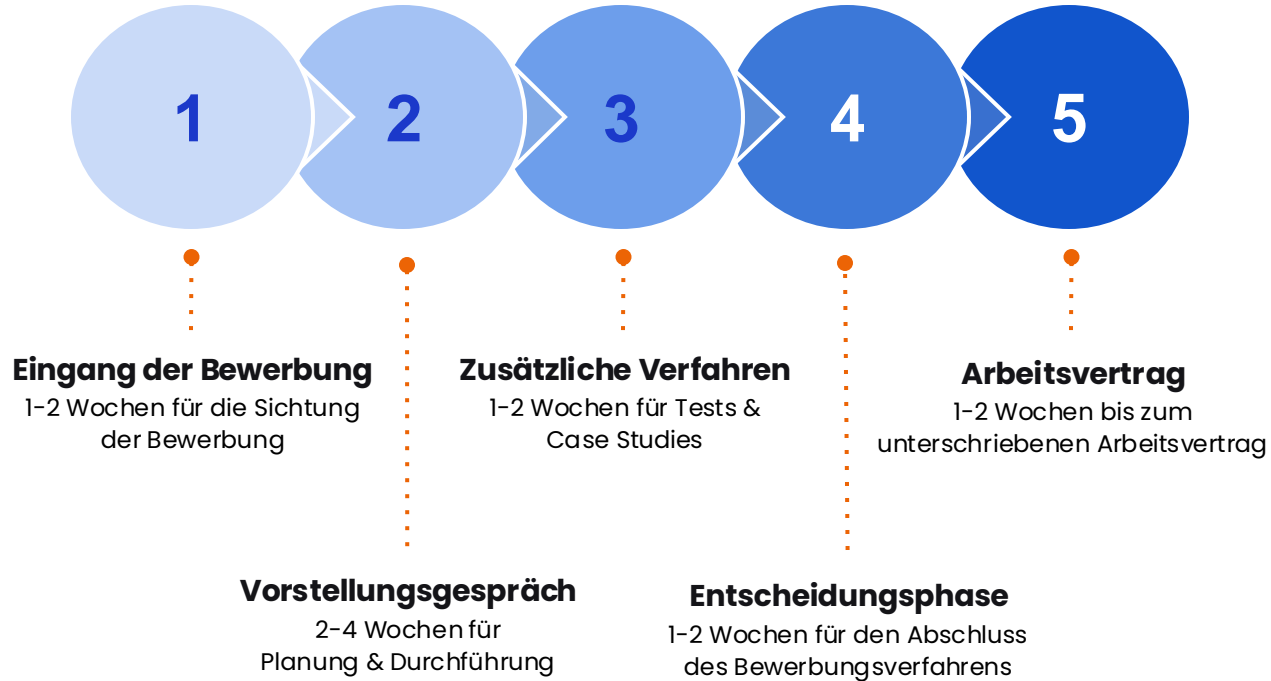 1
2
3
4
5
Eingang der Bewerbung
1-2 Wochen für die Sichtung
der Bewerbung
Vorstellungsgespräch
2-4 Wochen für
Planung & Durchführung
Zusätzliche Verfahren
1-2 Wochen für Tests &
Case Studies
Entscheidungsphase
1-2 Wochen für den Abschluss
des Bewerbungsverfahrens
Arbeitsvertrag
1-2 Wochen bis zum
unterschriebenen Arbeitsvertrag